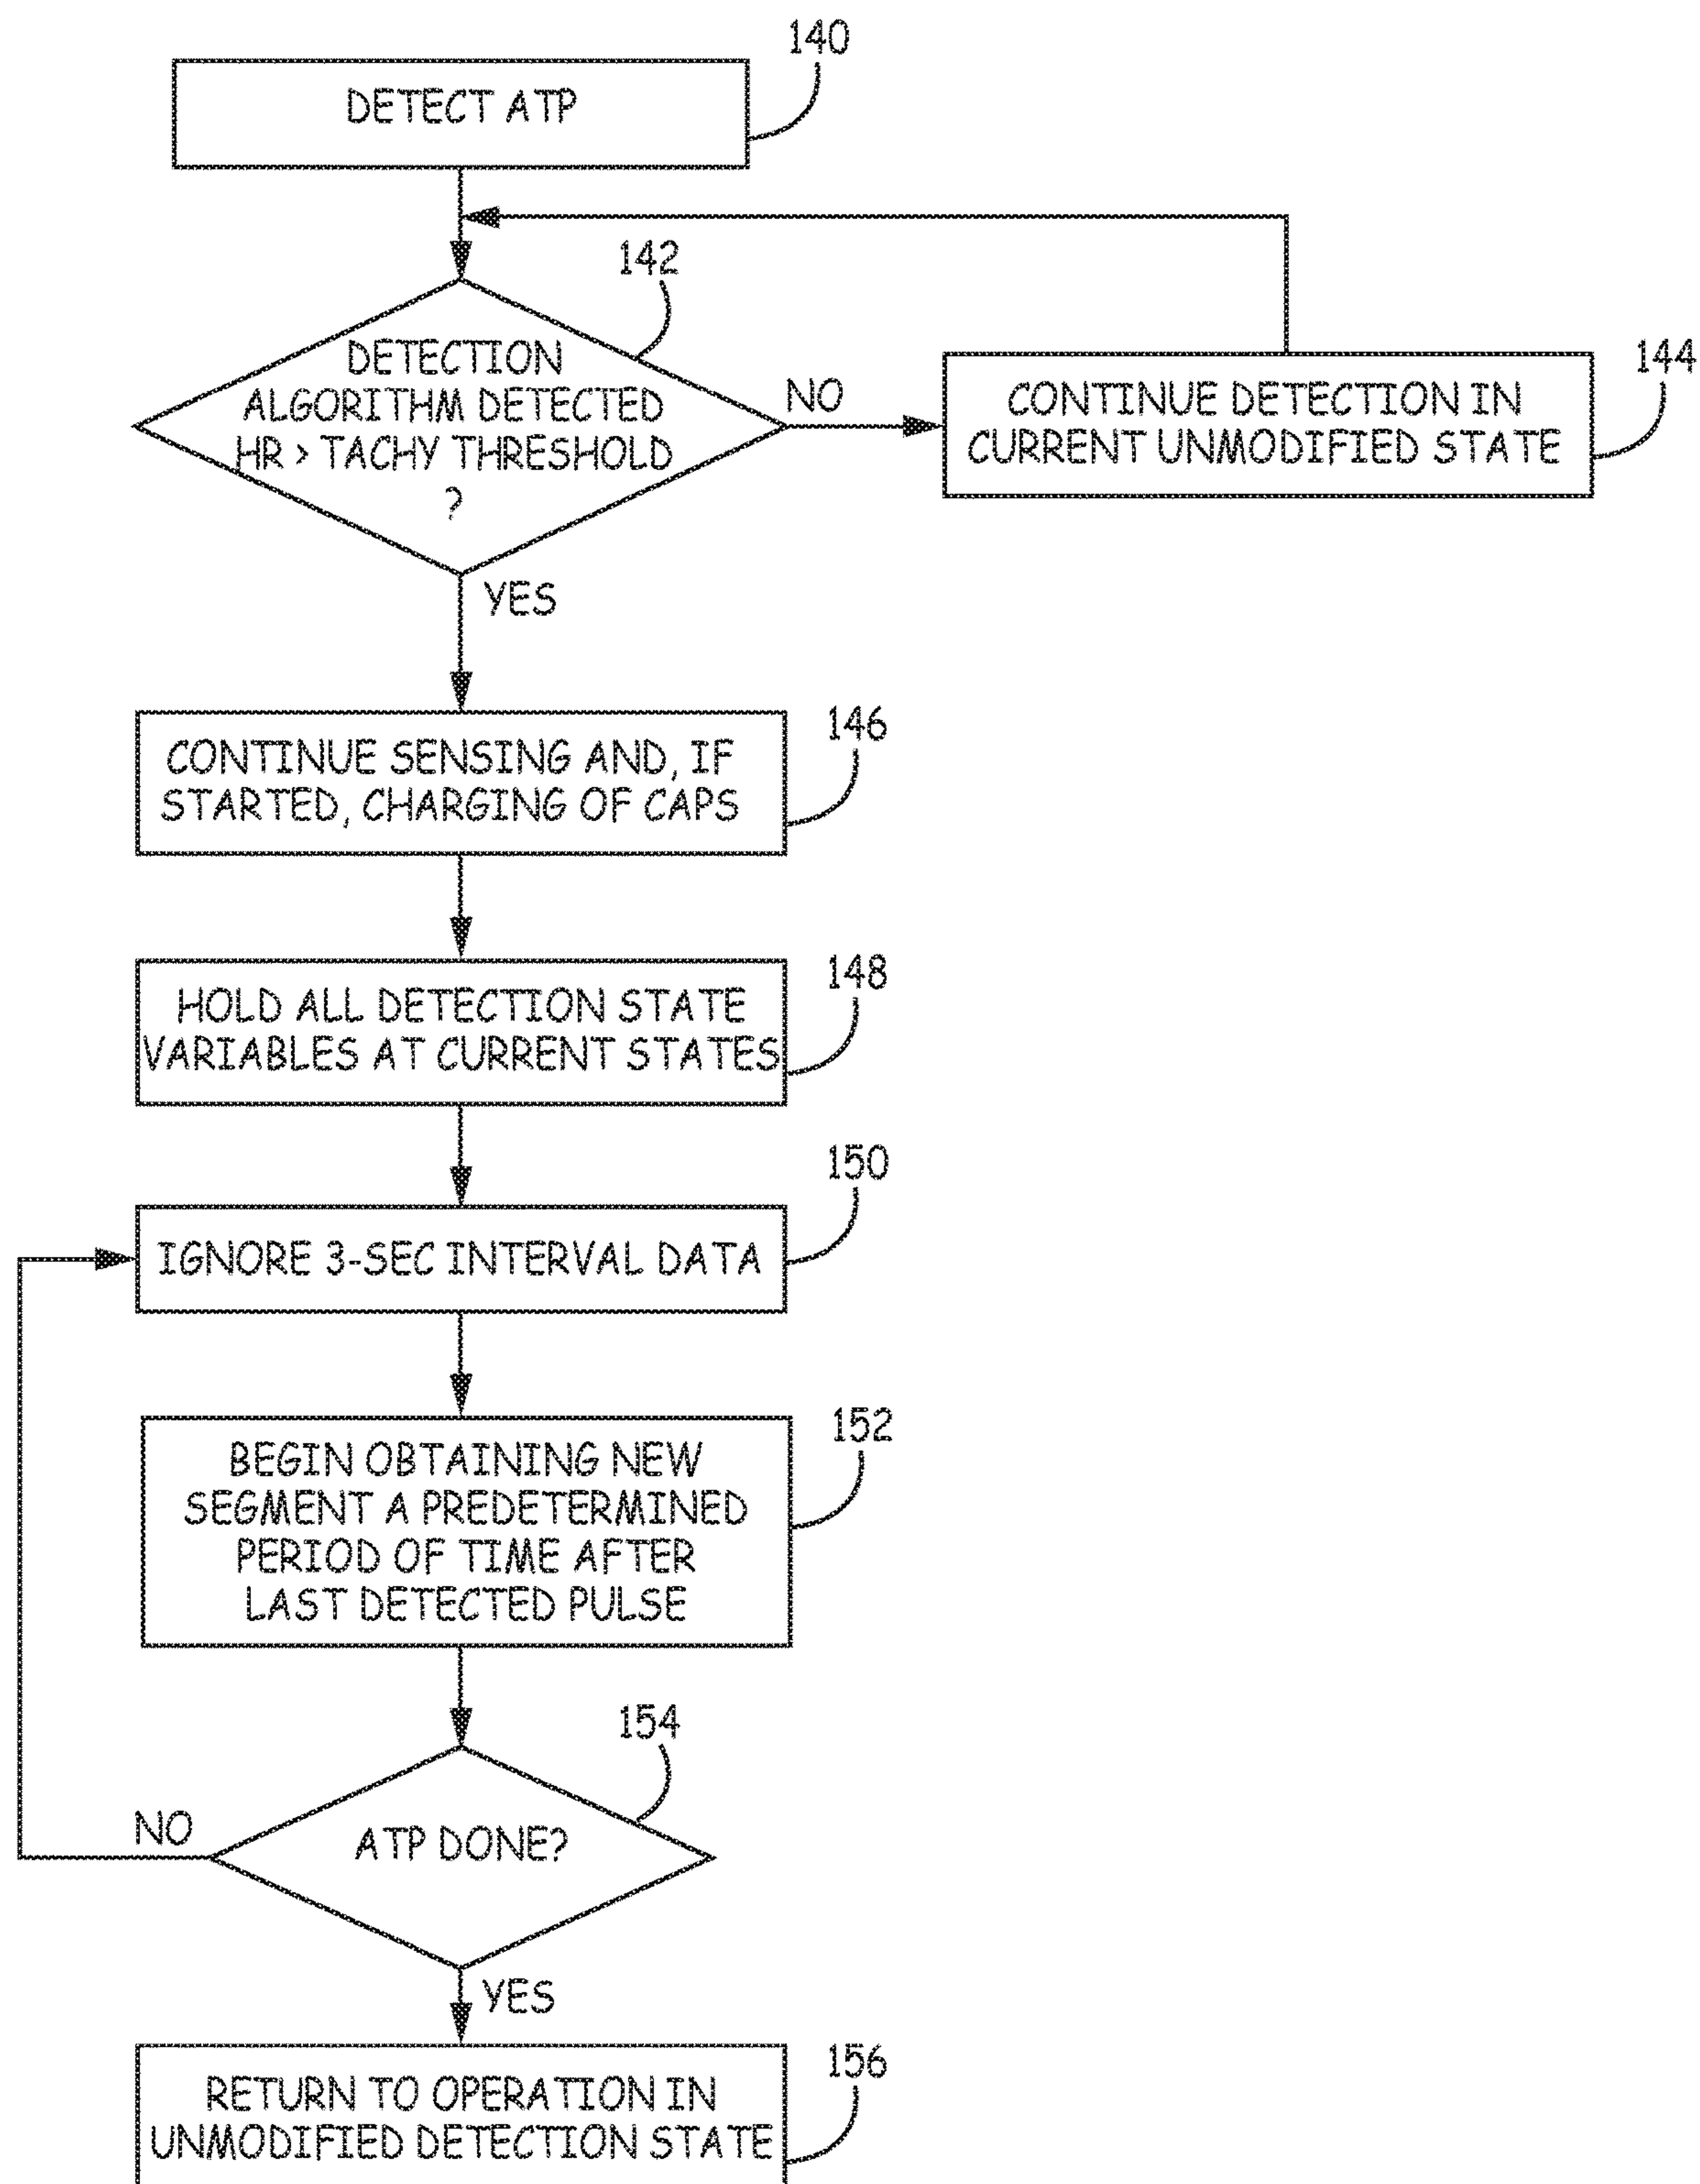 140
DETECT ATP
142
DETECTION
ALGORITHM DETECTED
HR > TACHY THRESHOLD
?
NO
144
CONTINUE DETECTION IN
CURRENT UNMODIFIED STATE
YES
146
CONTINUE SENSING AND, IF
STARTED, CHARGING OF CAPS
148
HOLD ALL DETECTION STATE
VARIABLES AT CURRENT STATES
150
IGNORE 3-SEC INTERVAL DATA
152
BEGIN OBTAINING NEW
SEGMENT A PREDETERMINED
PERIOD OF TIME AFTER
LAST DETECTED PULSE
154
ATP DONE?
NO
YES
156
RETURN TO OPERATION IN
UNMODIFIED DETECTION STATE